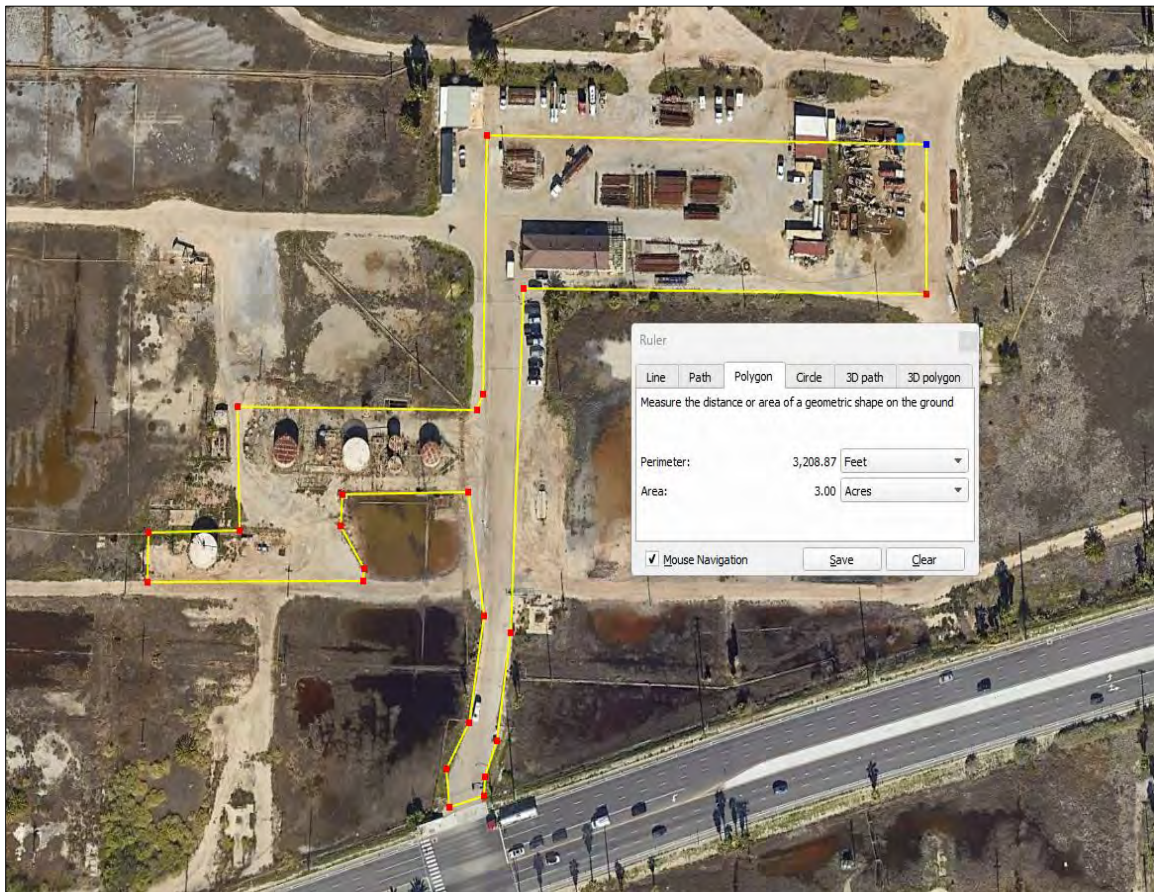 Ruler
Line Path Polygon Circle 3D path 3D polygon
Measure the distance or area of a geometric shape on the ground
Perimeter: 3,208.87 Feet
Area: 3.00 Acres
Mouse Navigation Save Clear